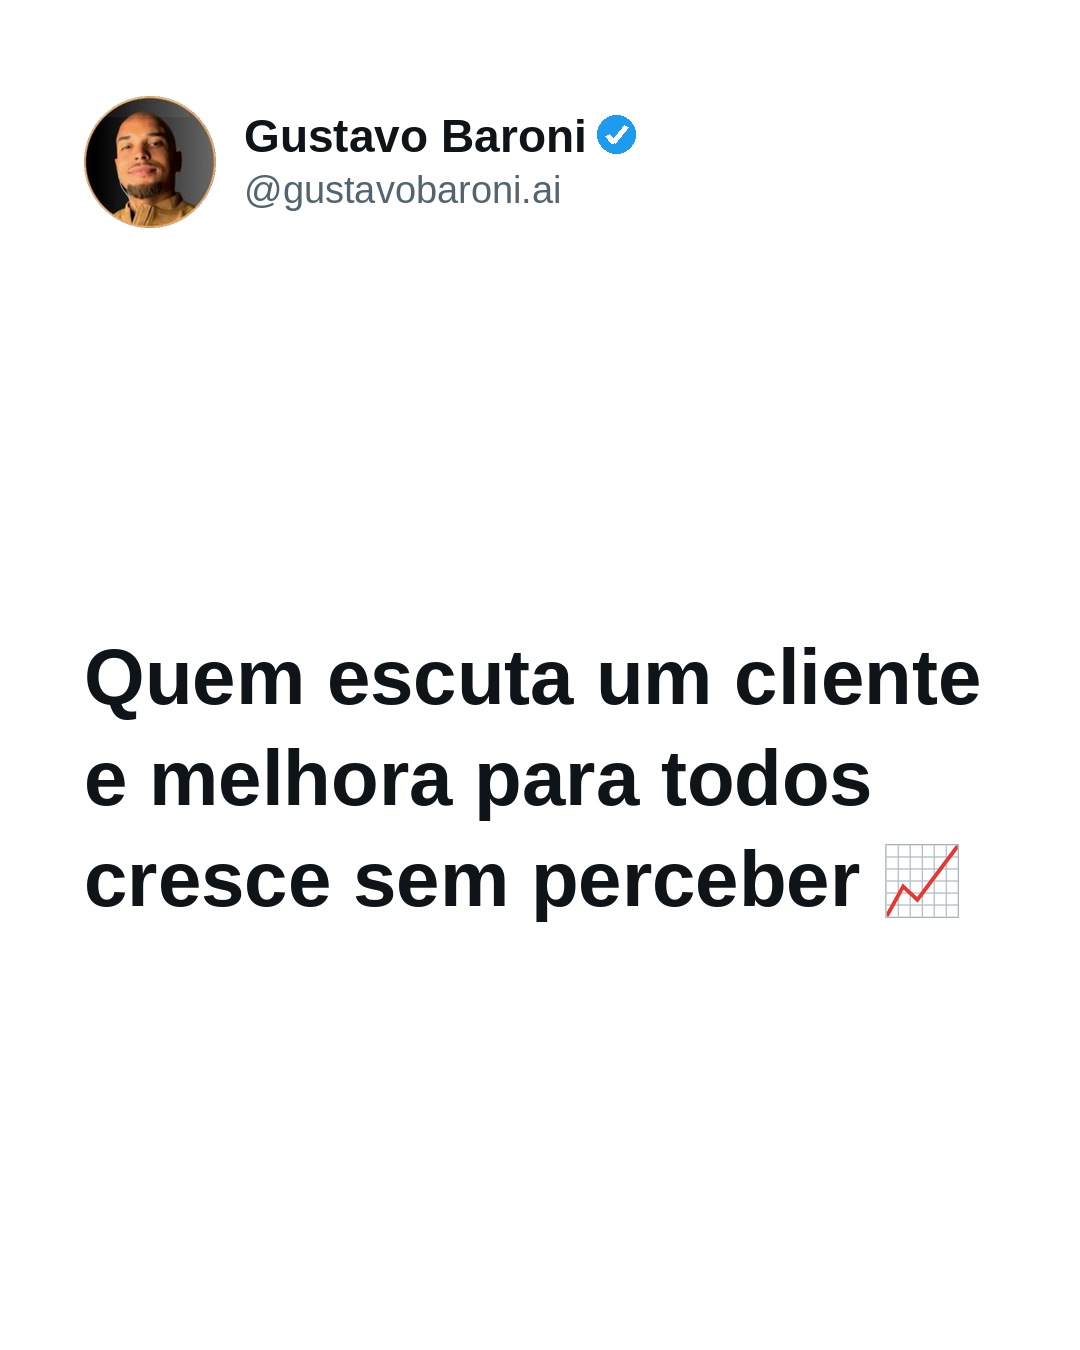 Gustavo Baroni
@gustavobaroni.ai
Quem escuta um cliente
e melhora para todos
cresce sem perceber 📈